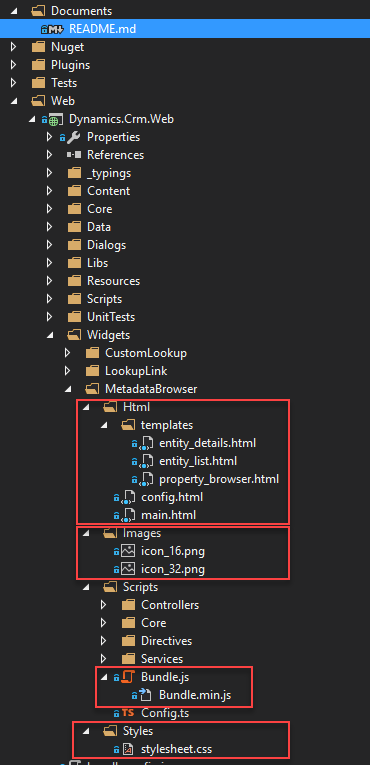 Documents
README.md
Nuget
Plugins
Tests
Web
Dynamics.Crm.Web
Properties
References
_typings
Content
Core
Data
Dialogs
Libs
Resources
Scripts
UnitTests
Widgets
CustomLookup
LookupLink
MetadataBrowser
Html
templates
entity_details.html
entity_list.html
property_browser.html
config.html
main.html
Images
icon_16.png
icon_32.png
Scripts
Controllers
Core
Directives
Services
Bundle.js
Bundle.min.js
TS Config.ts
Styles
stylesheet.css